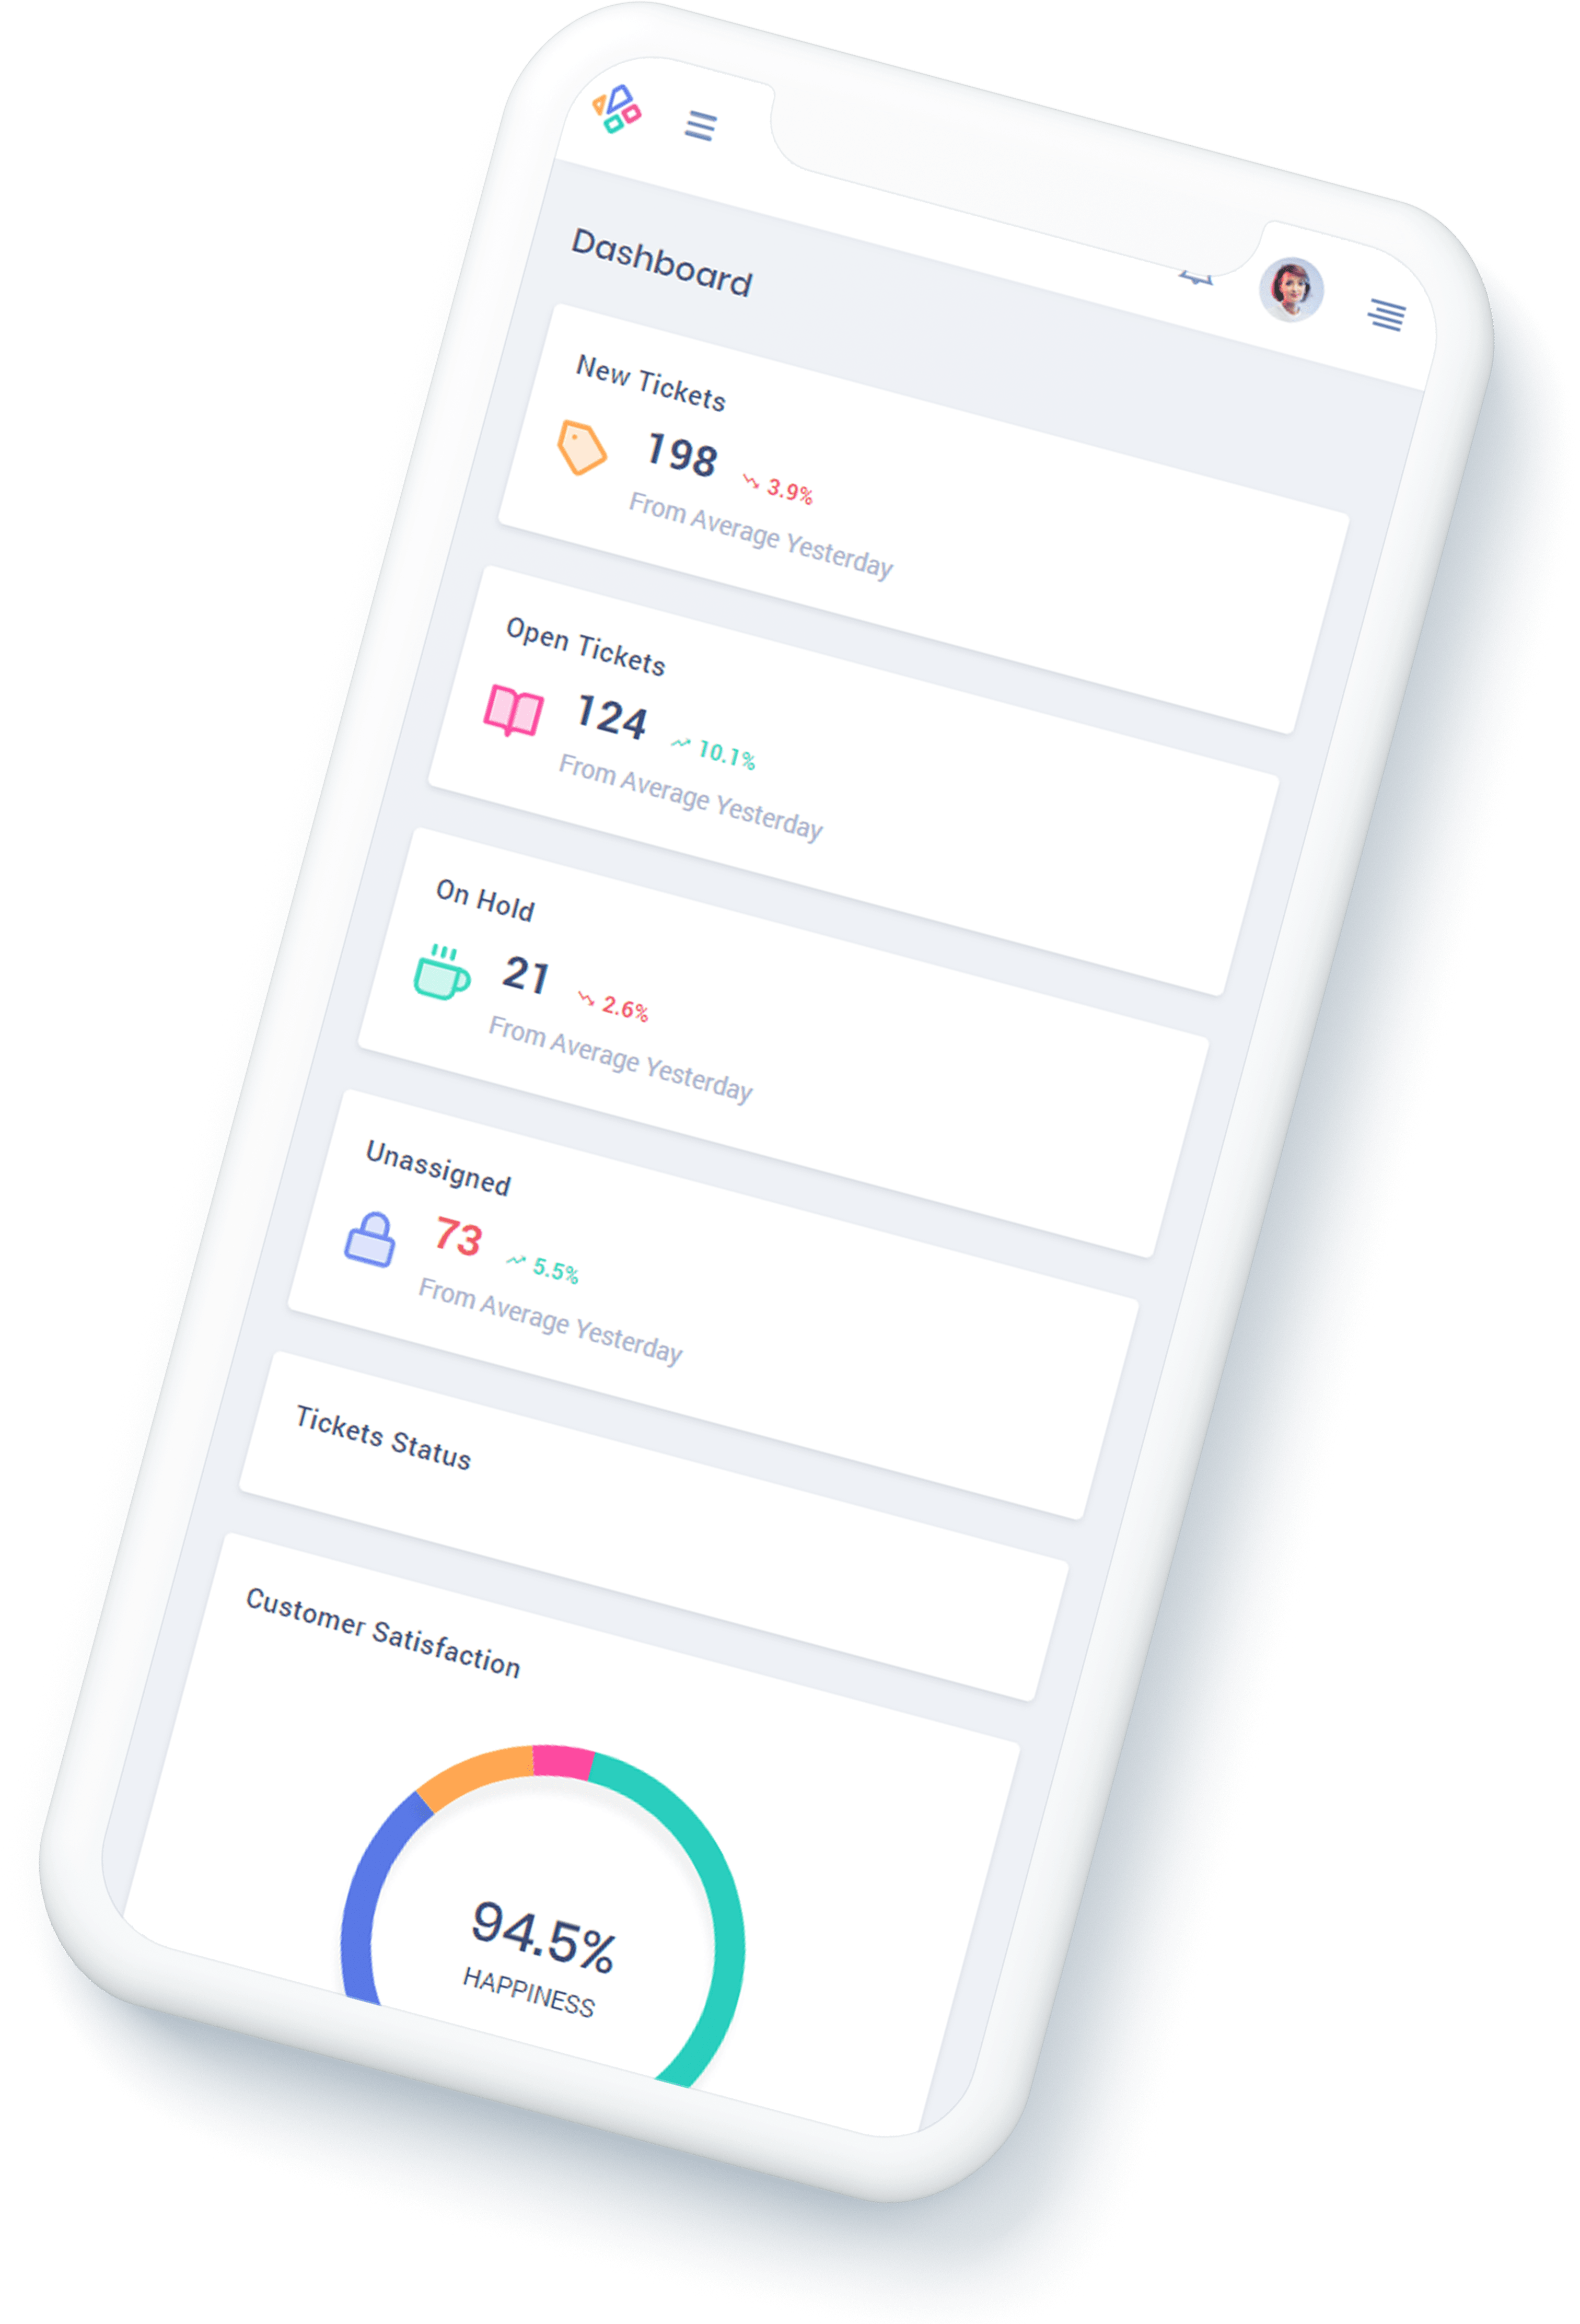 Dashboard
New Tickets
198 3.9%
From Average Yesterday
Open Tickets
124 10.1%
From Average Yesterday
On Hold
21 2.6%
From Average Yesterday
Unassigned
73 5.5%
From Average Yesterday
Tickets Status
Customer Satisfaction
94.5%
HAPPINESS